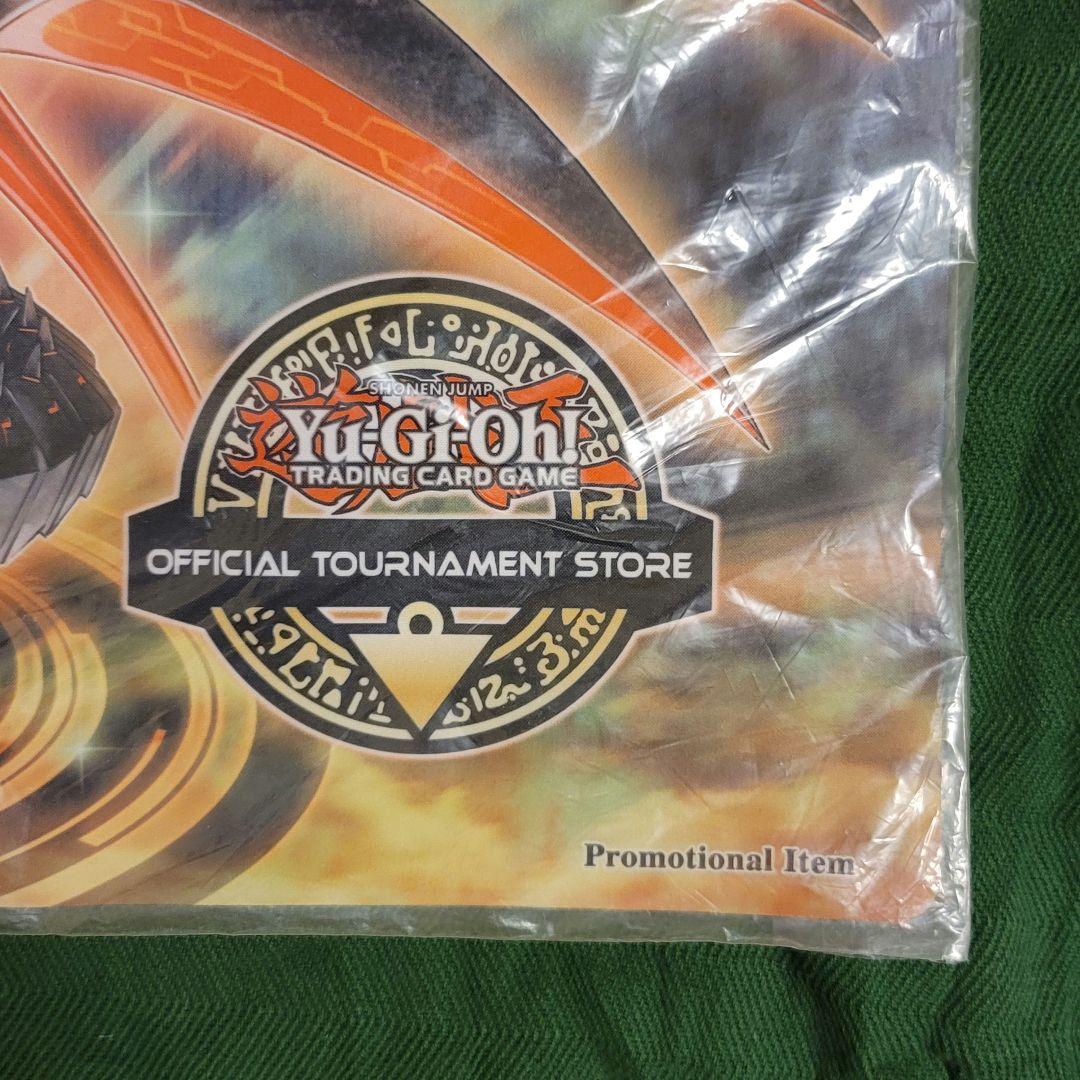 SHONEN JUMP
Yu-Gi-Oh!
TRADING CARD GAME
OFFICIAL TOURNAMENT STORE
Promotional Item